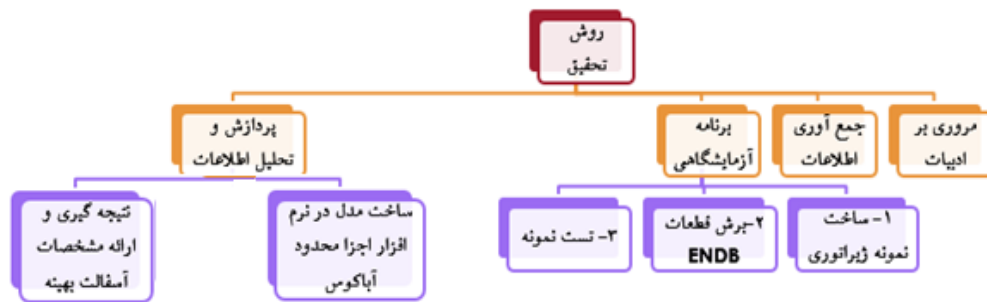 روش
تحقیق
مروری بر
ادبیات
جمع آوری
اطلاعات
برنامه
آزمایشگاهی
پردازش و
تحلیل اطلاعات
۱- ساخت
نمونه ژیراتوری
۲-برش قطعات
ENDB
۳- تست نمونه
ساخت مدل در نرم
افزار اجزا محدود
آباکوس
نتیجه گیری و
ارائه مشخصات
آسفالت بهینه